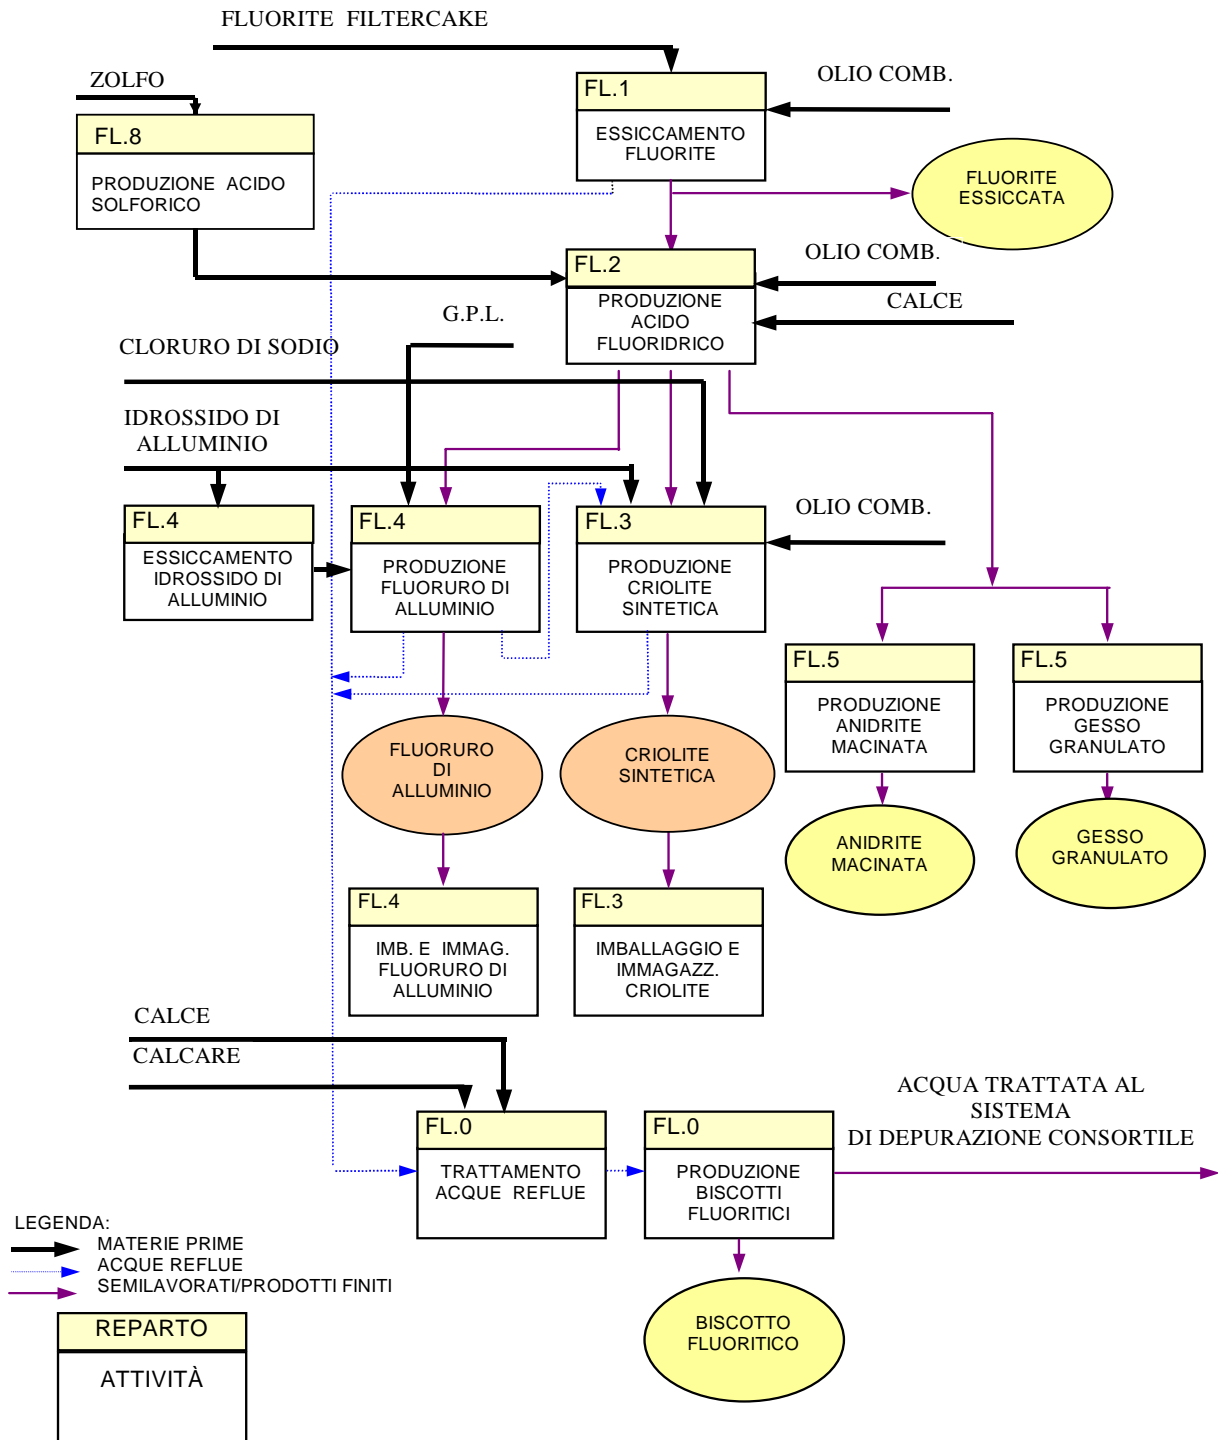 FLUORITE FILTERCAKE
ZOLFO
OLIO COMB.
FL.1
ESSICCAMENTO
FLUORITE
FL.8
PRODUZIONE ACIDO
SOLFORICO
FLUORITE
ESSICCATA
OLIO COMB.
FL.2
PRODUZIONE
ACIDO
FLUORIDRICO
CALCE
G.P.L.
CLORURO DI SODIO
IDROSSIDO DI
ALLUMINIO
OLIO COMB.
FL.4
ESSICCAMENTO
IDROSSIDO DI
ALLUMINIO
FL.4
PRODUZIONE
FLUORURO DI
ALLUMINIO
FL.3
PRODUZIONE
CRIOLITE
SINTETICA
FL.5
PRODUZIONE
ANIDRITE
MACINATA
FL.5
PRODUZIONE
GESSO
GRANULATO
FLUORURO
DI
ALLUMINIO
CRIOLITE
SINTETICA
ANIDRITE
MACINATA
GESSO
GRANULATO
FL.4
IMB. E IMMAG.
FLUORURO DI
ALLUMINIO
FL.3
IMBALLAGGIO E
IMMAGAZZ.
CRIOLITE
CALCE
CALCARE
FL.0
TRATTAMENTO
ACQUE REFLUE
FL.0
PRODUZIONE
BISCOTTI
FLUORITICI
ACQUA TRATTATA AL
SISTEMA
DI DEPURAZIONE CONSORTILE
BISCOTTO
FLUORITICO
LEGENDA:
MATERIE PRIME
ACQUE REFLUE
SEMILAVORATI/PRODOTTI FINITI
REPARTO
ATTIVITÀ